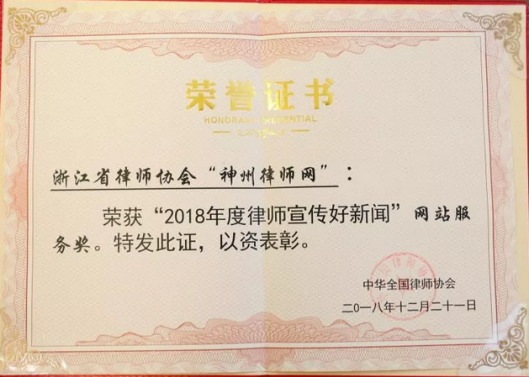 荣誉证书
HONORARY CREDENTIAL
浙江省律师协会“神州律师网”：
荣获“2018年度律师宣传好新闻”网站服
务奖。特发此证，以资表彰。
中华全国律师协会
二0一八年十二月二十一日